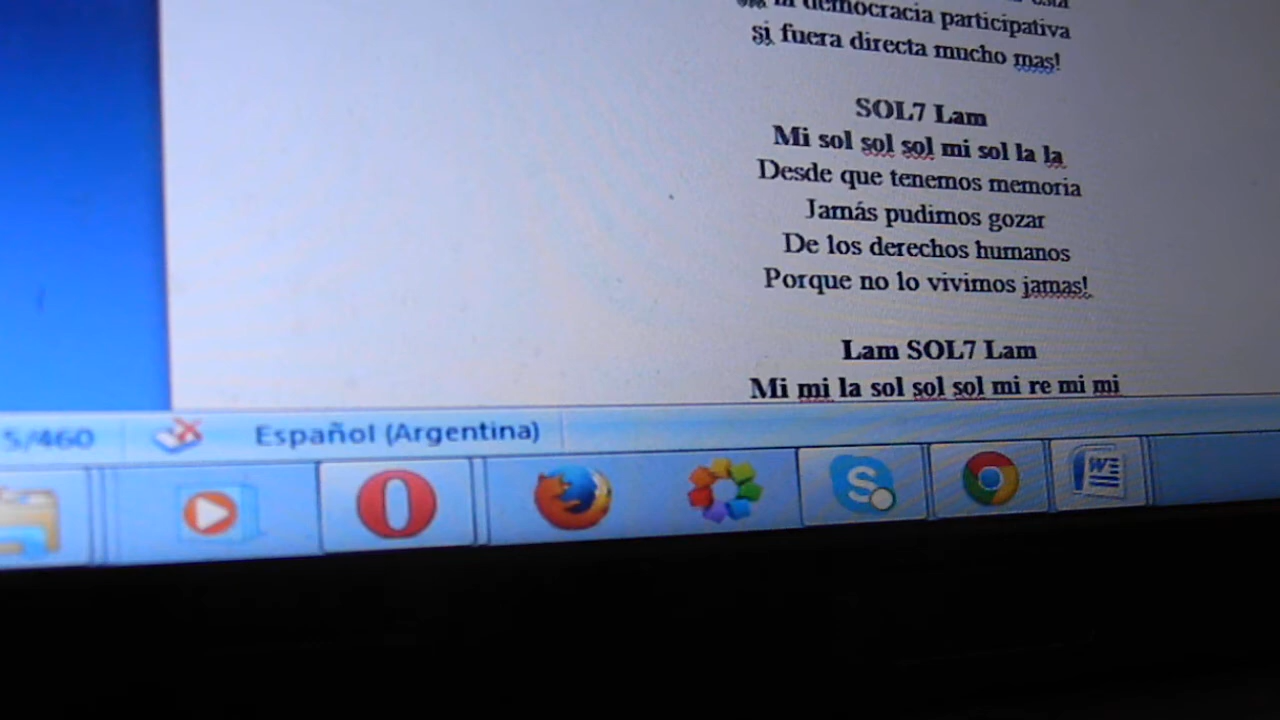 democracia participativa
si fuera directa mucho mas!
SOL7 Lam
Mi sol sol sol mi sol la la
Desde que tenemos memoria
Jamás pudimos gozar
De los derechos humanos
Porque no lo vivimos jamas!
Lam SOL7 Lam
Mi mi la sol sol sol mi re mi mi
5/460
Español (Argentina)